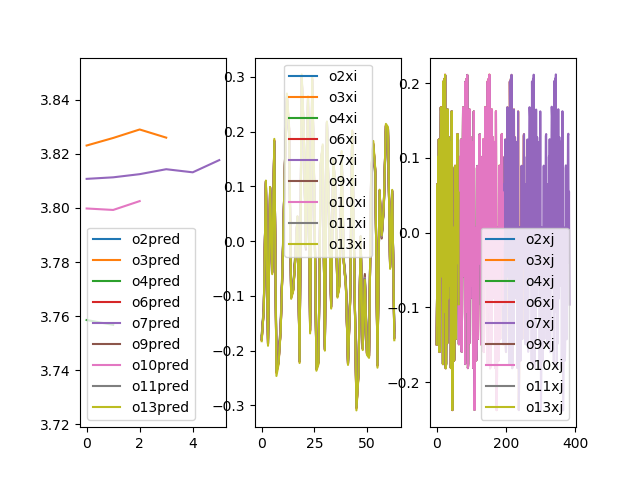 3.84
3.82
3.80
3.78
3.76
3.74
3.72
0
2
4
o2pred
o3pred
o4pred
o6pred
o7pred
o9pred
o10pred
o11pred
o13pred
0.3
0.2
0.1
0.0
−0.1
−0.2
−0.3
0
25
50
o2xi
o3xi
o4xi
o6xi
o7xi
o9xi
o10xi
o11xi
o13xi
0.2
0.1
0.0
−0.1
−0.2
0
200
400
o2xj
o3xj
o4xj
o6xj
o7xj
o9xj
o10xj
o11xj
o13xj